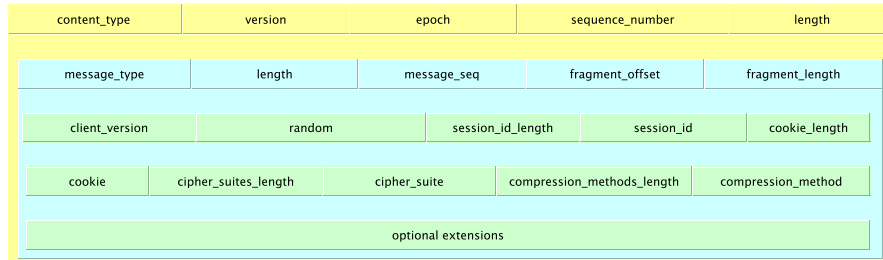 content_type version epoch sequence_number length
message_type length message_seq fragment_offset fragment_length
client_version random session_id_length session_id cookie_length
cookie cipher_suites_length cipher_suite compression_methods_length compression_method
optional extensions